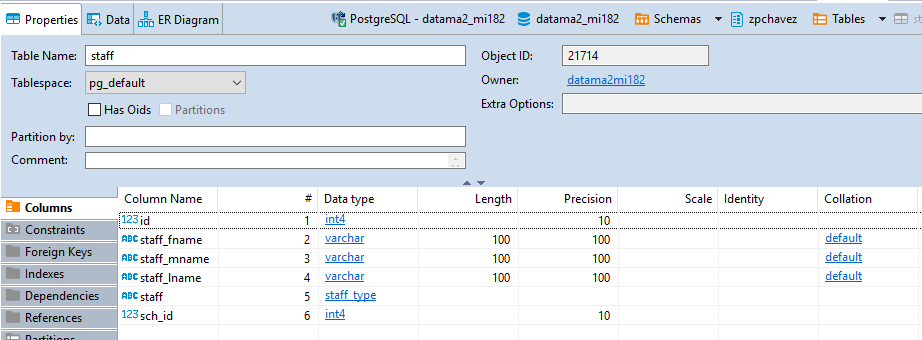 Properties Data ER Diagram PostgreSQL - datama2_mi182 datama2_mi182 Schemas zpchavez Tables st
Table Name: staff Object ID: 21714
Tablespace: pg_default Owner: datama2mi182
Has Oids Partitions Extra Options:
Partition by:
Comment:
Columns
Constraints
Foreign Keys
Indexes
Dependencies
References
Partitions
Column Name # Data type Length Precision Scale Identity Collation
123 id 1 int4 10
ABC staff_fname 2 varchar 100 100 default
ABC staff_mname 3 varchar 100 100 default
ABC staff_lname 4 varchar 100 100 default
ABC staff 5 staff_type
123 sch_id 6 int4 10